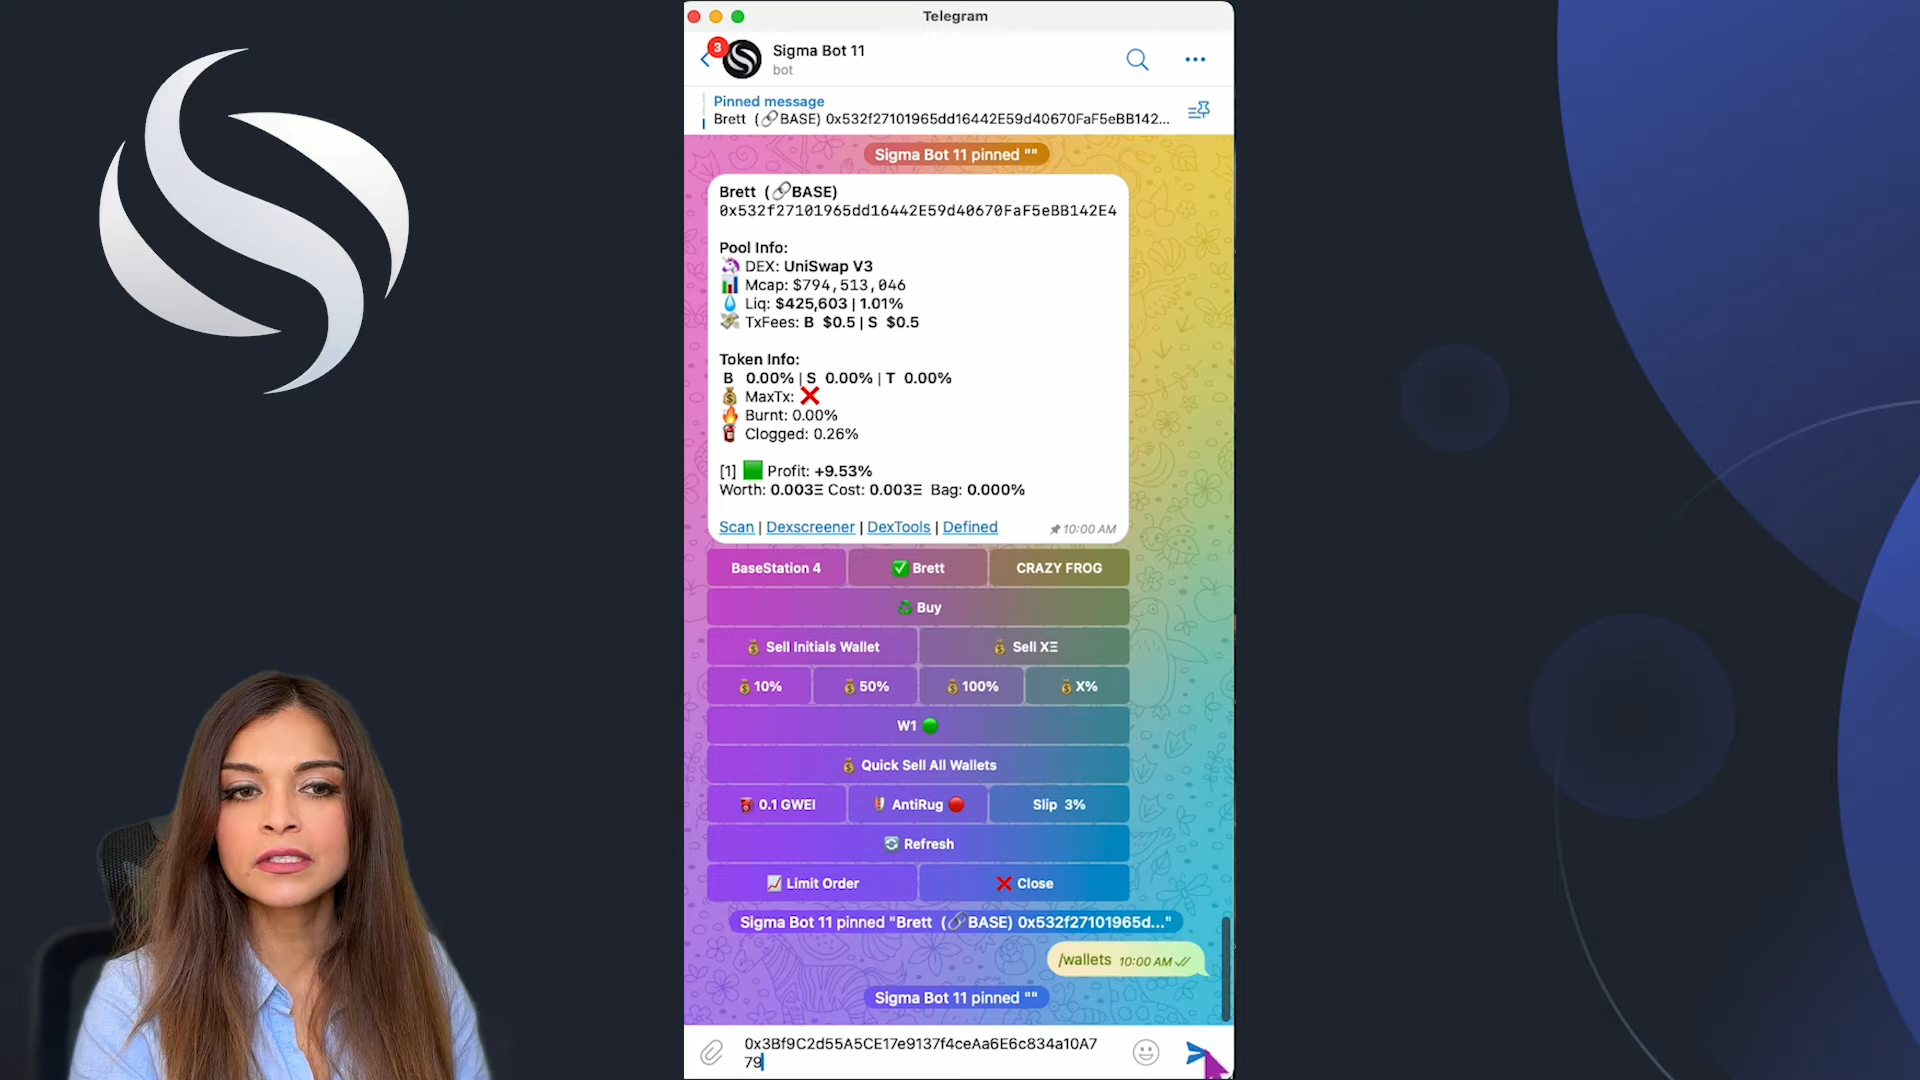 Telegram
3
Sigma Bot 11
bot
Pinned message
Brett (🔗BASE) 0x532f27101965dd16442E59d40670FaF5eBB142...
Sigma Bot 11 pinned ""
Brett (🔗BASE)
0x532f27101965dd16442E59d40670FaF5eBB142E4
Pool Info:
🦄 DEX: UniSwap V3
📊 Mcap: $794,513,046
💧 Liq: $425,603 | 1.01%
💸 TxFees: B $0.5 | S $0.5
Token Info:
B 0.00% | S 0.00% | T 0.00%
💰 MaxTx: ❌
🔥 Burnt: 0.00%
🧯 Clogged: 0.26%
[1] 🟩 Profit: +9.53%
Worth: 0.003Ξ Cost: 0.003Ξ Bag: 0.000%
Scan | Dexscreener | DexTools | Defined
10:00 AM
BaseStation 4
✅ Brett
CRAZY FROG
Buy
💰 Sell Initials Wallet
💰 Sell XΞ
💰 10%
💰 50%
💰 100%
💰 X%
W1 🟢
💰 Quick Sell All Wallets
0.1 GWEI
AntiRug 🔴
Slip 3%
🔄 Refresh
📈 Limit Order
❌ Close
Sigma Bot 11 pinned "Brett (🔗BASE) 0x532f27101965d..."
/wallets 10:00 AM
Sigma Bot 11 pinned ""
0x3Bf9C2d55A5CE17e9137f4ceAa6E6c834a10A7
79